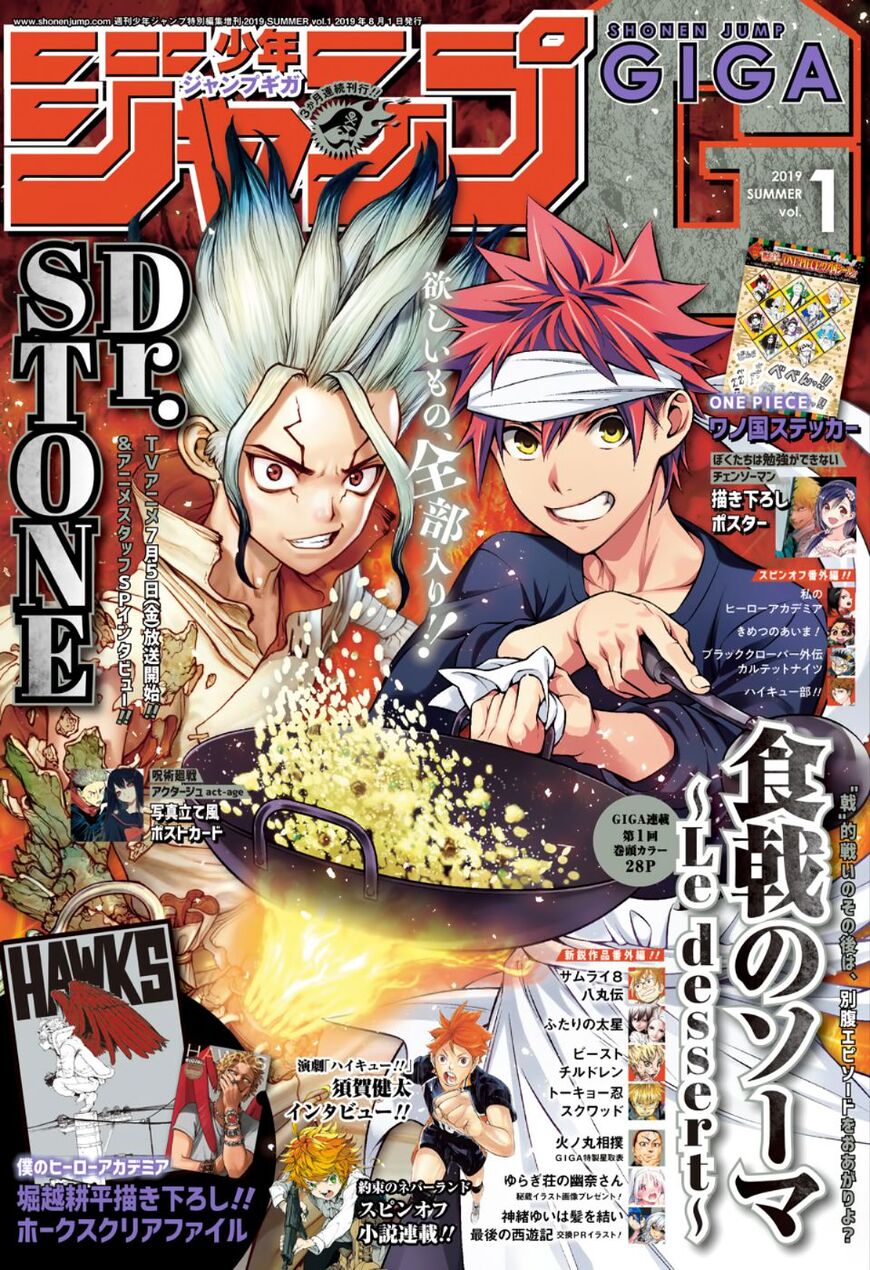 www.shonenjump.com 週刊少年ジャンプ特別編集増刊 2019 SUMMER vol.1 2019年8月1日発行
少年
ジャンプ
ジャンプギガ
3か月連続刊行!!
SHONEN JUMP
GIGA
2019
SUMMER
vol. 1
Dr.
STONE
TVアニメ7月5日(金)放送開始!!
&アニメスタッフSPインタビュー!!
欲しいもの、全部入り!!
ONE PIECE
ワノ国ステッカー
ぼくたちは勉強ができない
チェンソーマン
描き下ろし
ポスター
スピンオフ番外編!!
私の
ヒーローアカデミア
きめつのあいま!
ブラッククローバー外伝
カルテットナイツ
ハイキュー部!!
呪術廻戦
アクタージュ act-age
写真立て風
ポストカード
GIGA連載
第1回
巻頭カラー
28P
食戟のソーマ
～Le dessert～
"戟"的戦いのその後は、別腹エピソードをおあがりよ?
新鋭作品番外編!!
サムライ8
八丸伝
ふたりの太星
ビースト
チルドレン
トーキョー忍
スクワッド
火ノ丸相撲
GIGA特製星取表
ゆらぎ荘の幽奈さん
秘蔵イラスト画像プレゼント!
神緒ゆいは髪を結い
最後の西遊記 交換PRイラスト!
HAWKS
HAWKS
僕のヒーローアカデミア
堀越耕平描き下ろし!!
ホークスクリアファイル
演劇「ハイキュー!!」
須賀健太
インタビュー!!
約束のネバーランド
スピンオフ
小説連載!!